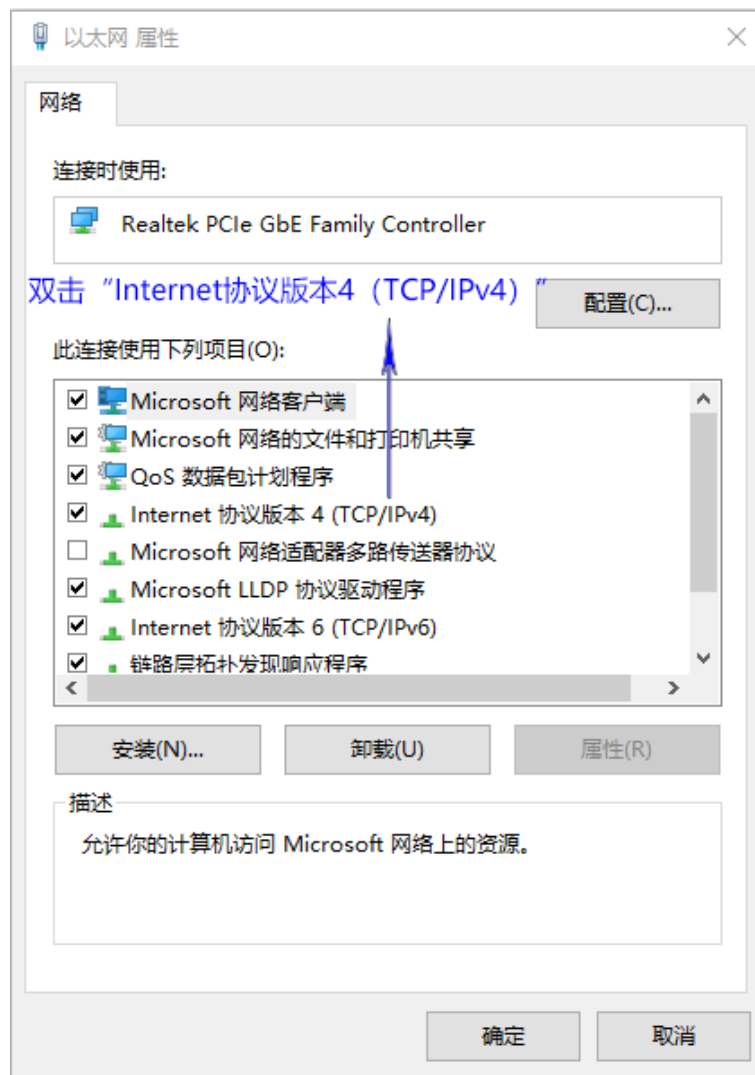 以太网 属性
网络
连接时使用:
Realtek PCIe GbE Family Controller
双击“Internet协议版本4（TCP/IPv4）”
配置(C)...
此连接使用下列项目(O):
Microsoft 网络客户端
Microsoft 网络的文件和打印机共享
QoS 数据包计划程序
Internet 协议版本 4 (TCP/IPv4)
Microsoft 网络适配器多路传送器协议
Microsoft LLDP 协议驱动程序
Internet 协议版本 6 (TCP/IPv6)
链路层拓扑发现响应程序
安装(N)...
卸载(U)
属性(R)
描述
允许你的计算机访问 Microsoft 网络上的资源。
确定
取消